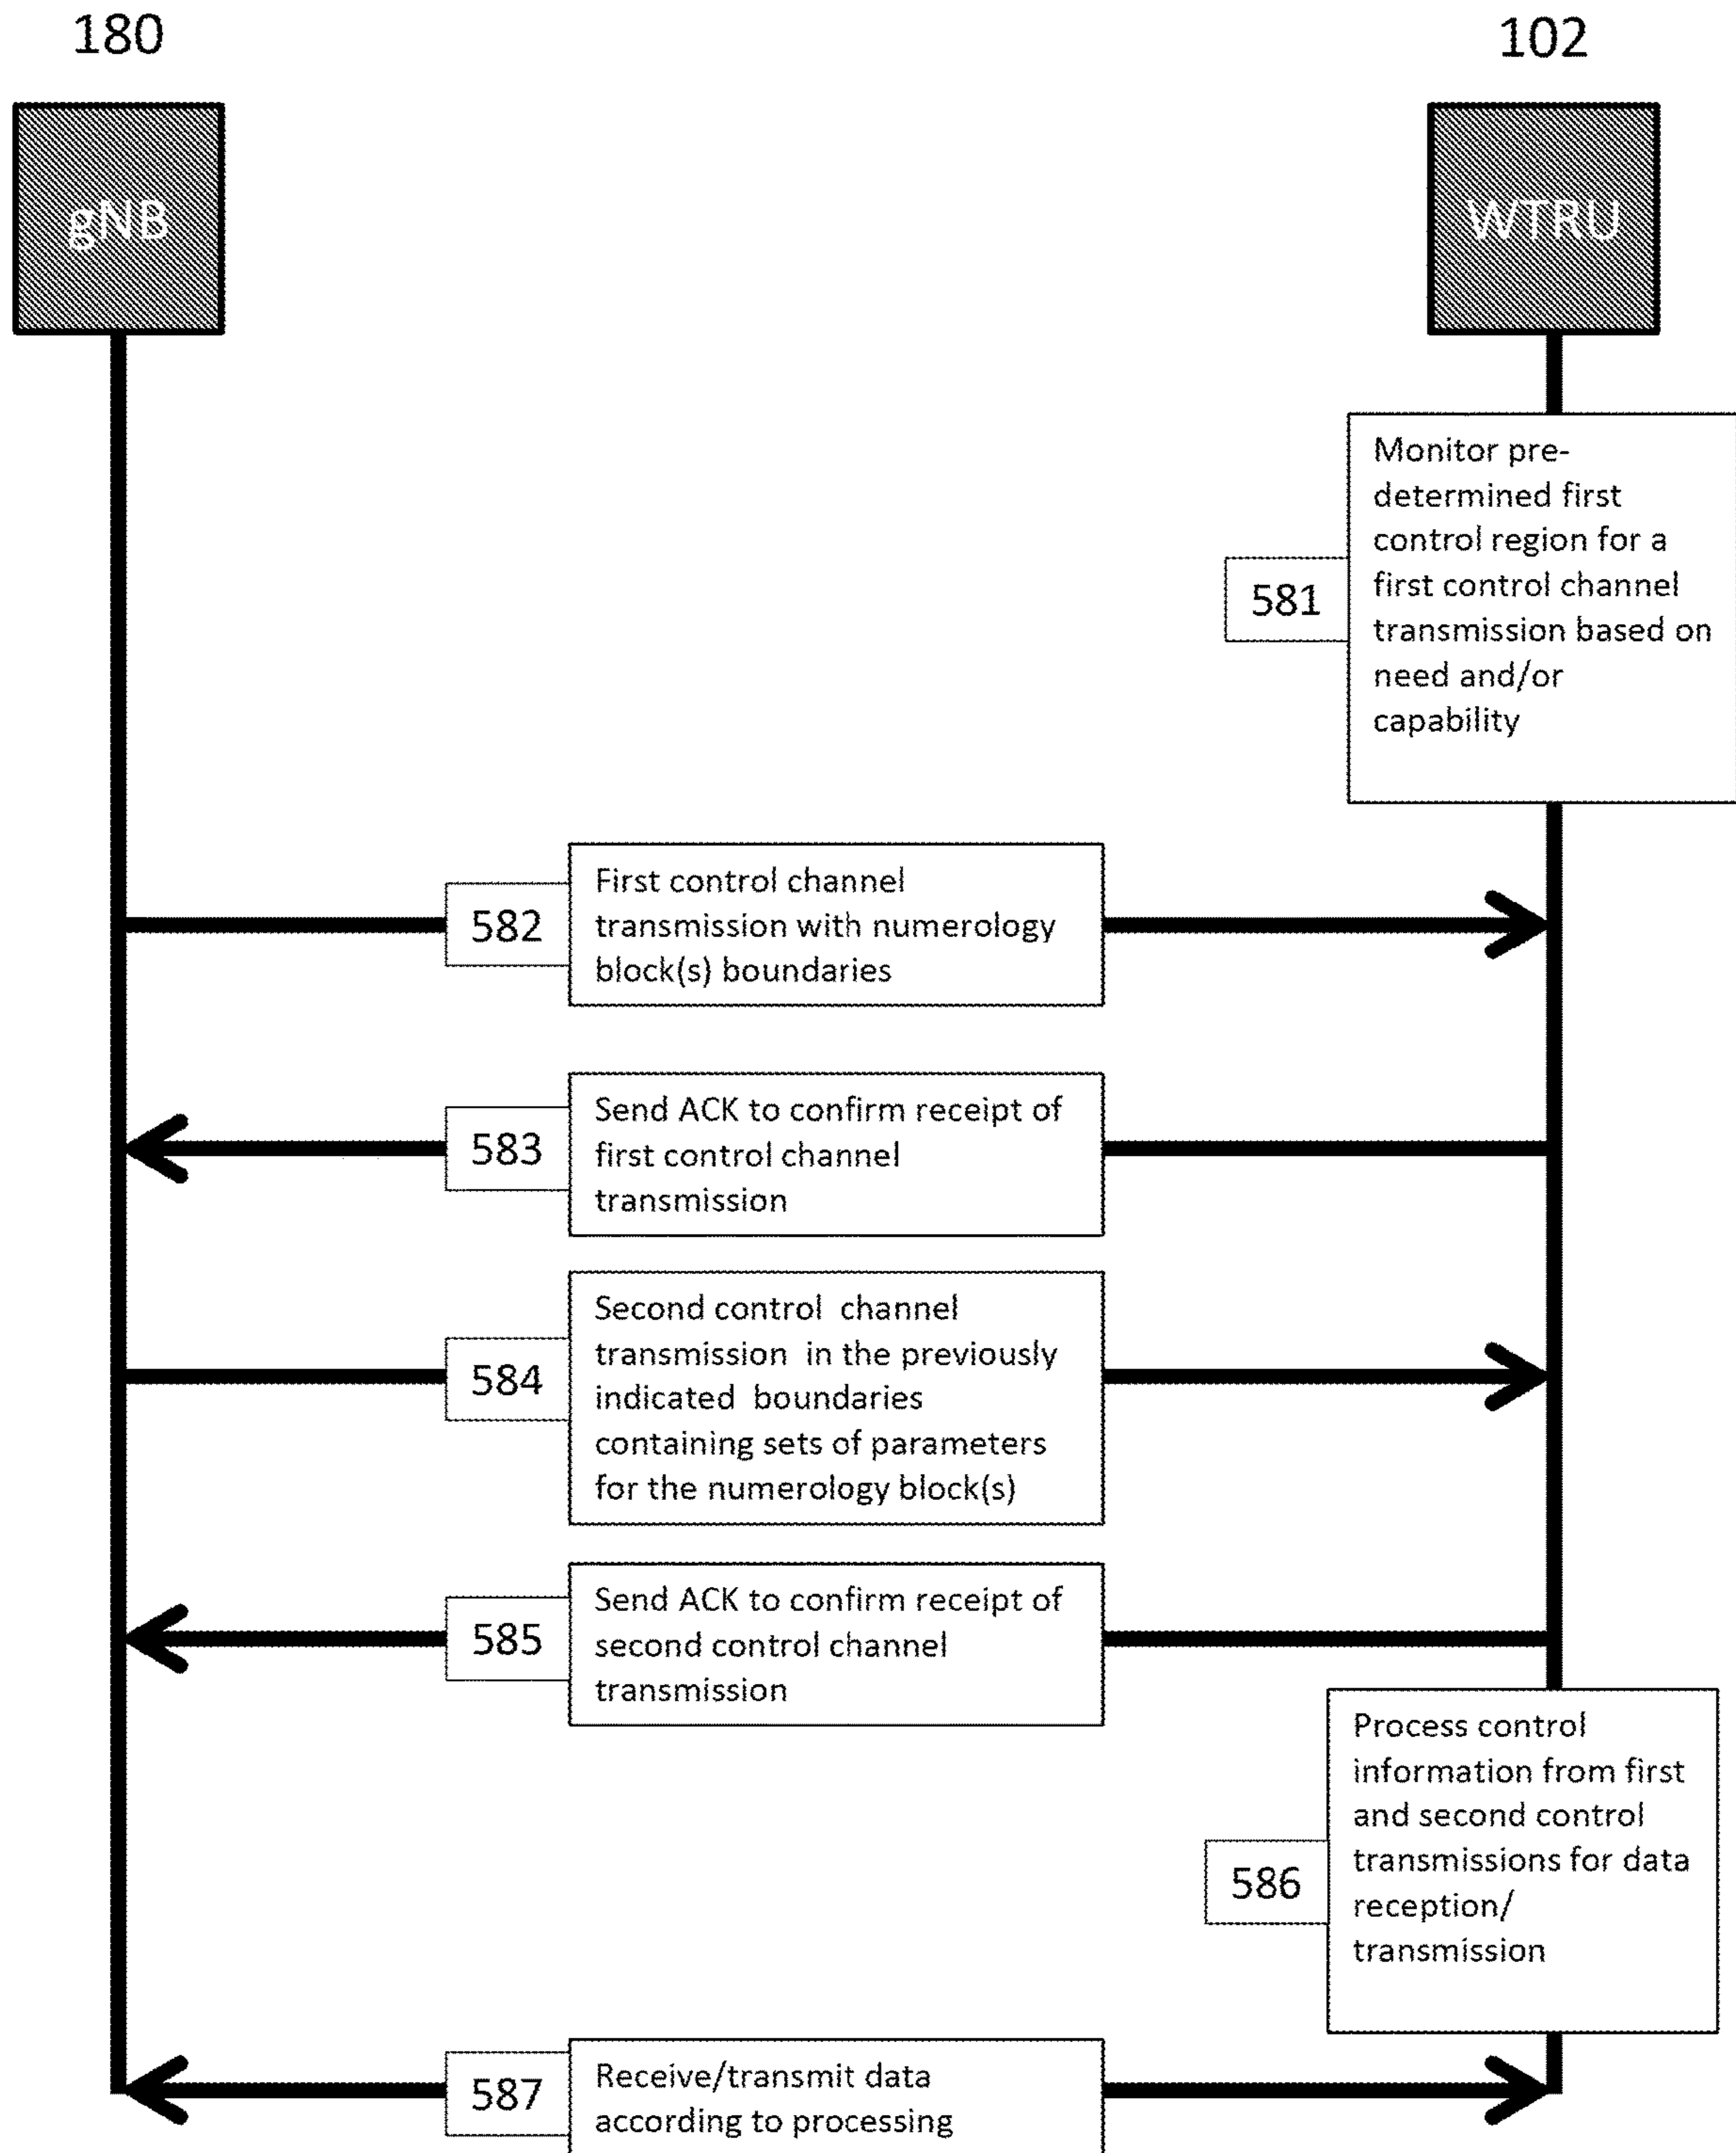 180
102
gNB
WTRU
Monitor pre-
determined first
control region for a
first control channel
transmission based on
need and/or
capability
581
First control channel
transmission with numerology
block(s) boundaries
582
Send ACK to confirm receipt of
first control channel
transmission
583
Second control channel
transmission in the previously
indicated boundaries
containing sets of parameters
for the numerology block(s)
584
Send ACK to confirm receipt of
second control channel
transmission
585
Process control
information from first
and second control
transmissions for data
reception/
transmission
586
Receive/transmit data
according to processing
587